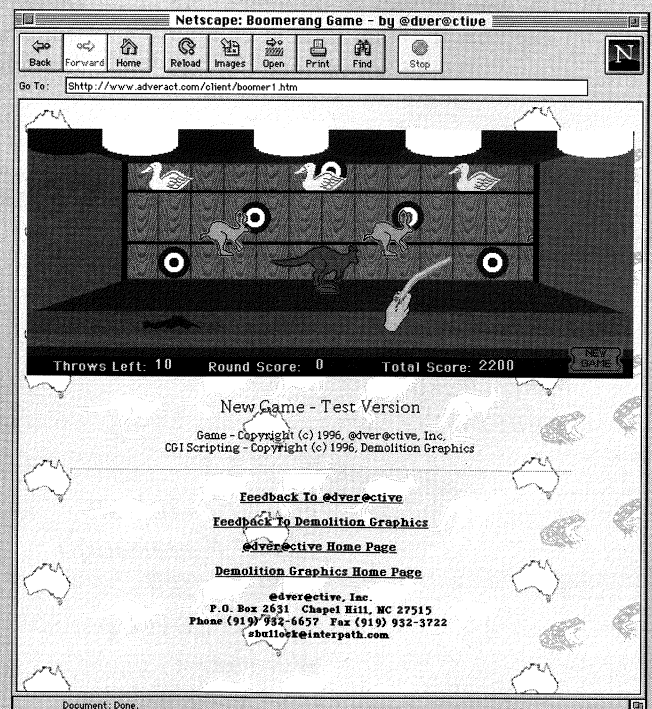 Netscape: Boomerang Game - by @dver@ctive
Back Forward Home Reload Images Open Print Find Stop N
Go To: Shttp://www.adveract.com/client/boomer1.htm
Throws Left: 10 Round Score: 0 Total Score: 2200 NEW GAME
New Game - Test Version
Game - Copyright (c) 1996, @dver@ctive, Inc,
CGI Scripting - Copyright (c) 1996, Demolition Graphics
Feedback To @dver@ctive
Feedback To Demolition Graphics
@dver@ctive Home Page
Demolition Graphics Home Page
@dver@ctive, Inc.
P.O. Box 2631 Chapel Hill, NC 27515
Phone (919) 932-6657 Fax (919) 932-3722
sbullock@interpath.com
Document: Done.